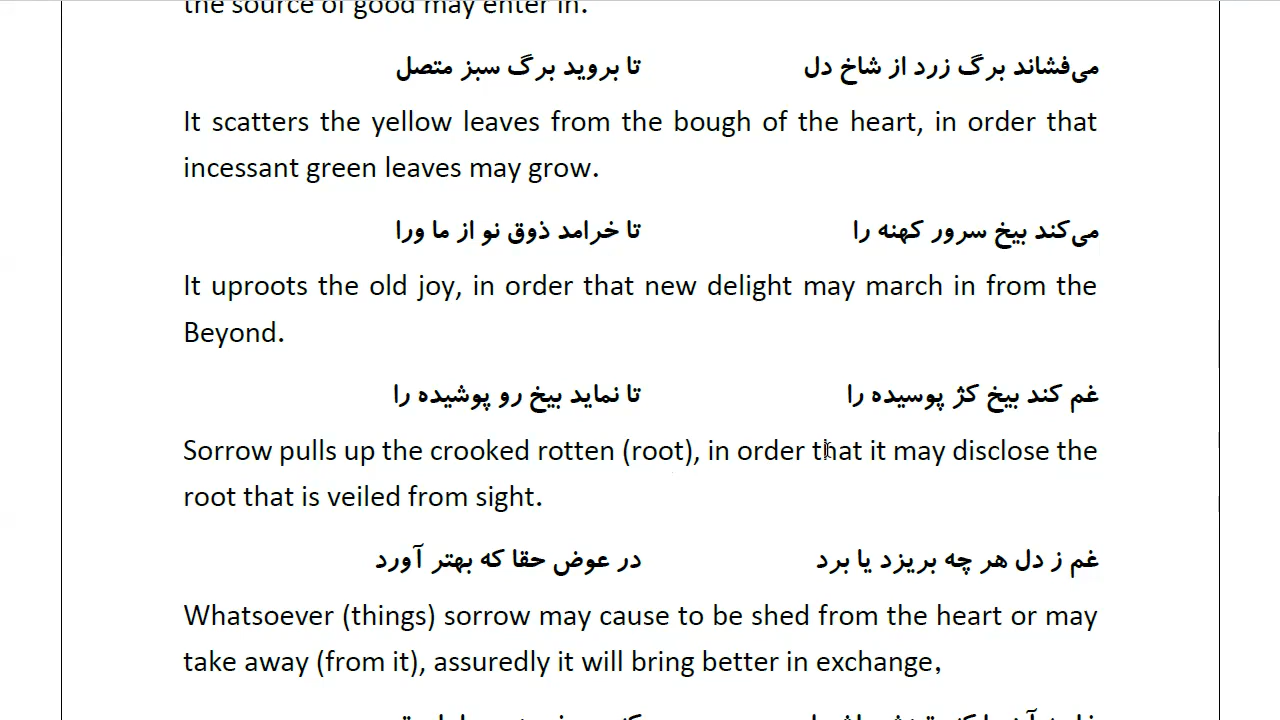 the source of good may enter in.
می‌فشاند برگ زرد از شاخ دل تا بروید برگ سبز متصل
It scatters the yellow leaves from the bough of the heart, in order that
incessant green leaves may grow.
می‌کند بیخ سرور کهنه را تا خرامد ذوق نو از ما ورا
It uproots the old joy, in order that new delight may march in from the
Beyond.
غم کند بیخ کژ پوسیده را تا نماید بیخ رو پوشیده را
Sorrow pulls up the crooked rotten (root), in order that it may disclose the
root that is veiled from sight.
غم ز دل هر چه بریزد یا برد در عوض حقا که بهتر آورد
Whatsoever (things) sorrow may cause to be shed from the heart or may
take away (from it), assuredly it will bring better in exchange,